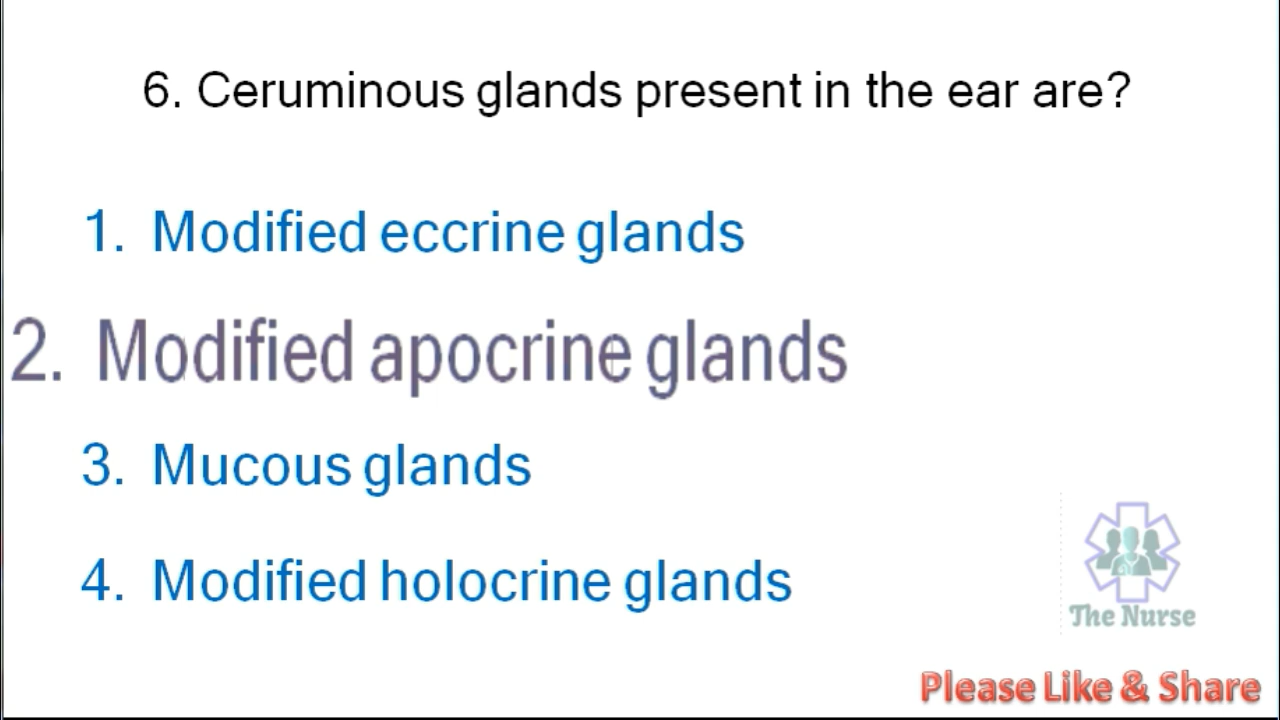 6. Ceruminous glands present in the ear are?
1. Modified eccrine glands
2. Modified apocrine glands
3. Mucous glands
4. Modified holocrine glands
The Nurse
Please Like & Share